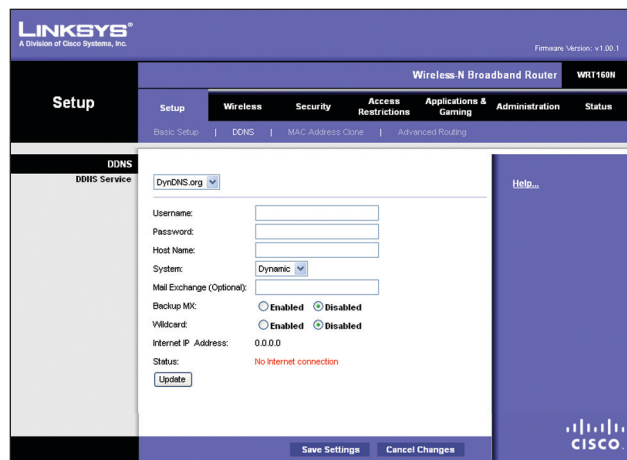 LINKSYS®
A Division of Cisco Systems, Inc.
Firmware Version: v1.00.1
Wireless-N Broadband Router WRT160N
Setup
Setup Wireless Security Access Restrictions Applications & Gaming Administration Status
Basic Setup | DDNS | MAC Address Clone | Advanced Routing
DDNS
DDNS Service
DynDNS.org
Help...
Username:
Password:
Host Name:
System: Dynamic
Mail Exchange (Optional):
Backup MX: Enabled Disabled
Wildcard: Enabled Disabled
Internet IP Address: 0.0.0.0
Status: No Internet connection
Update
Save Settings Cancel Changes
CISCO.